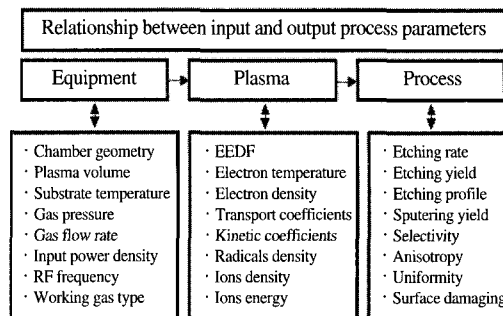 Relationship between input and output process parameters
Equipment
Plasma
Process
· Chamber geometry
· Plasma volume
· Substrate temperature
· Gas pressure
· Gas flow rate
· Input power density
· RF frequency
· Working gas type
· EEDF
· Electron temperature
· Electron density
· Transport coefficients
· Kinetic coefficients
· Radicals density
· Ions density
· Ions energy
· Etching rate
· Etching yield
· Etching profile
· Sputering yield
· Selectivity
· Anisotropy
· Uniformity
· Surface damaging